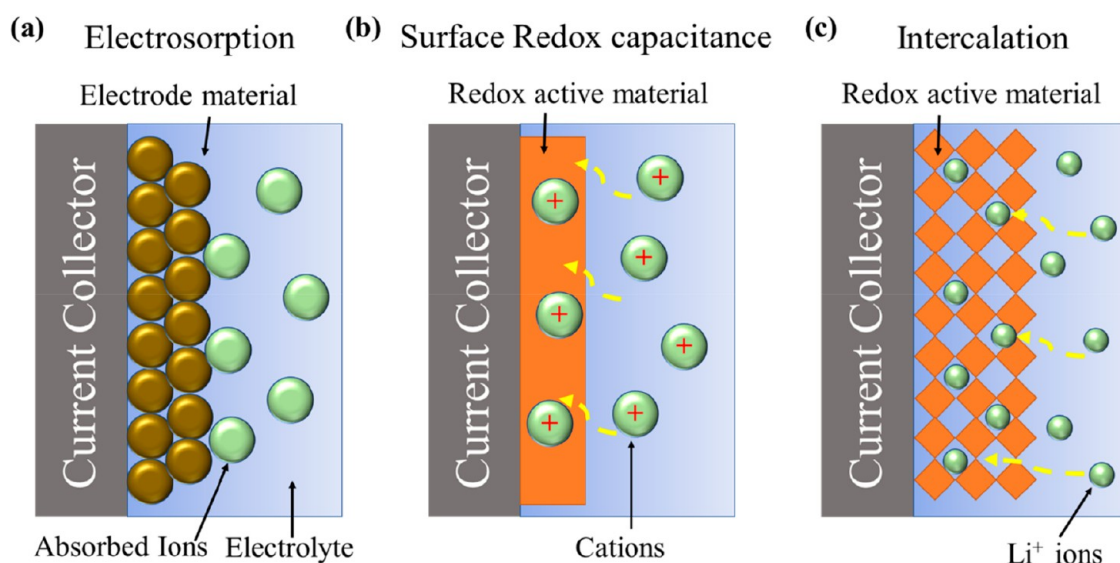 (a) Electrosorption
Electrode material
Current Collector
Absorbed Ions
Electrolyte
(b) Surface Redox capacitance
Redox active material
Current Collector
+
+
+
+
+
+
+
Cations
(c) Intercalation
Redox active material
Current Collector
Li⁺ ions